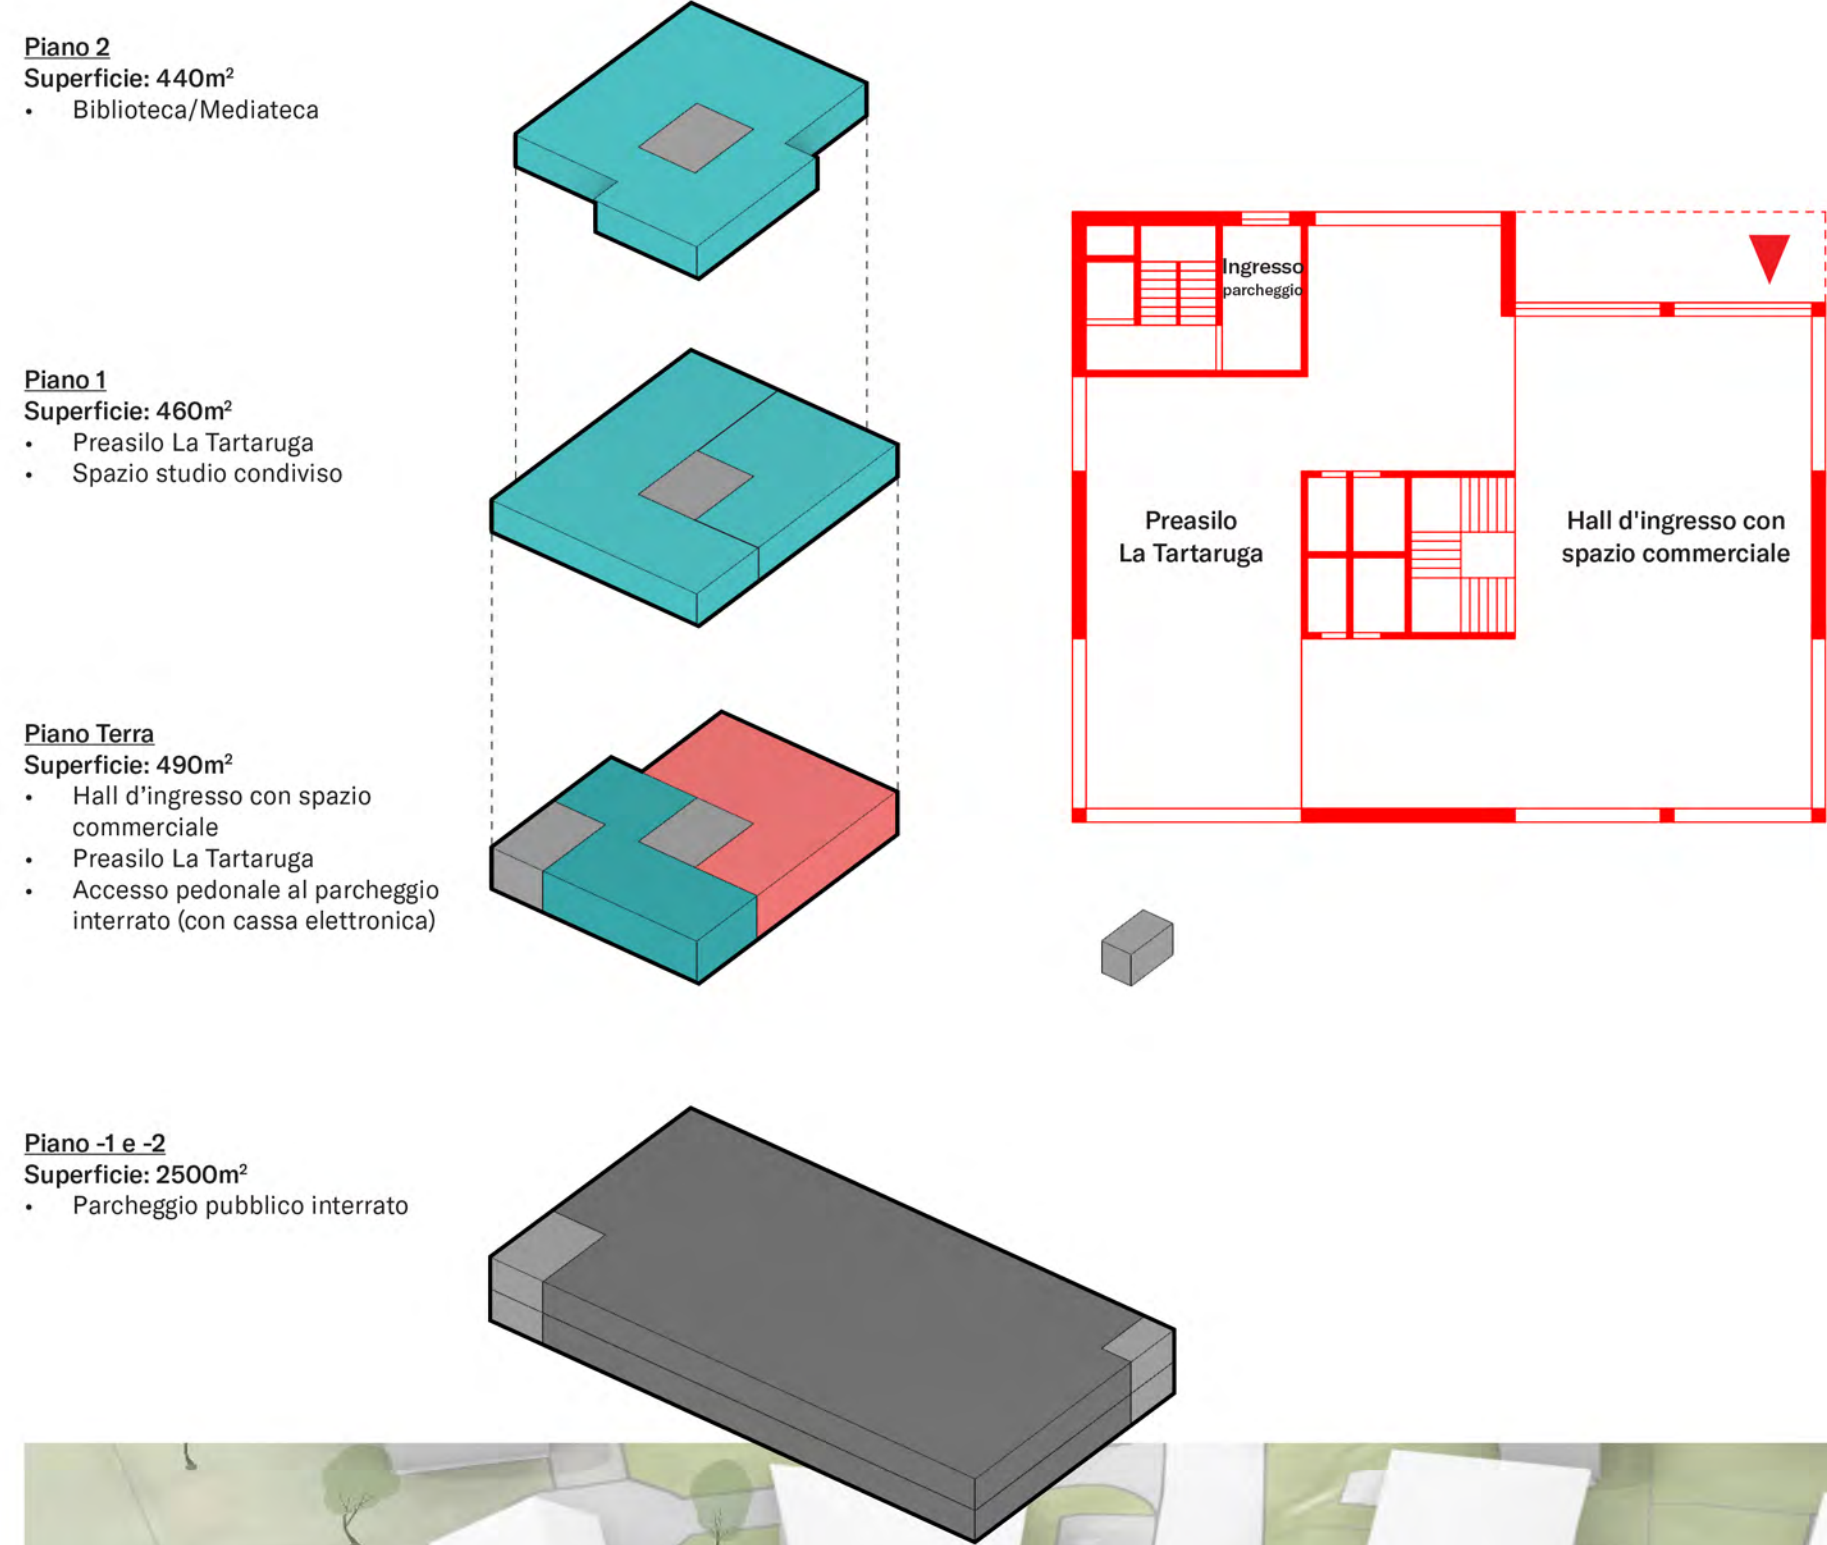 Piano 2
Superficie: 440m²
• Biblioteca/Mediateca
Piano 1
Superficie: 460m²
• Preasilo La Tartaruga
• Spazio studio condiviso
Piano Terra
Superficie: 490m²
• Hall d’ingresso con spazio
commerciale
• Preasilo La Tartaruga
• Accesso pedonale al parcheggio
interrato (con cassa elettronica)
Piano -1 e -2
Superficie: 2500m²
• Parcheggio pubblico interrato
Ingresso
parcheggio
Preasilo
La Tartaruga
Hall d'ingresso con
spazio commerciale